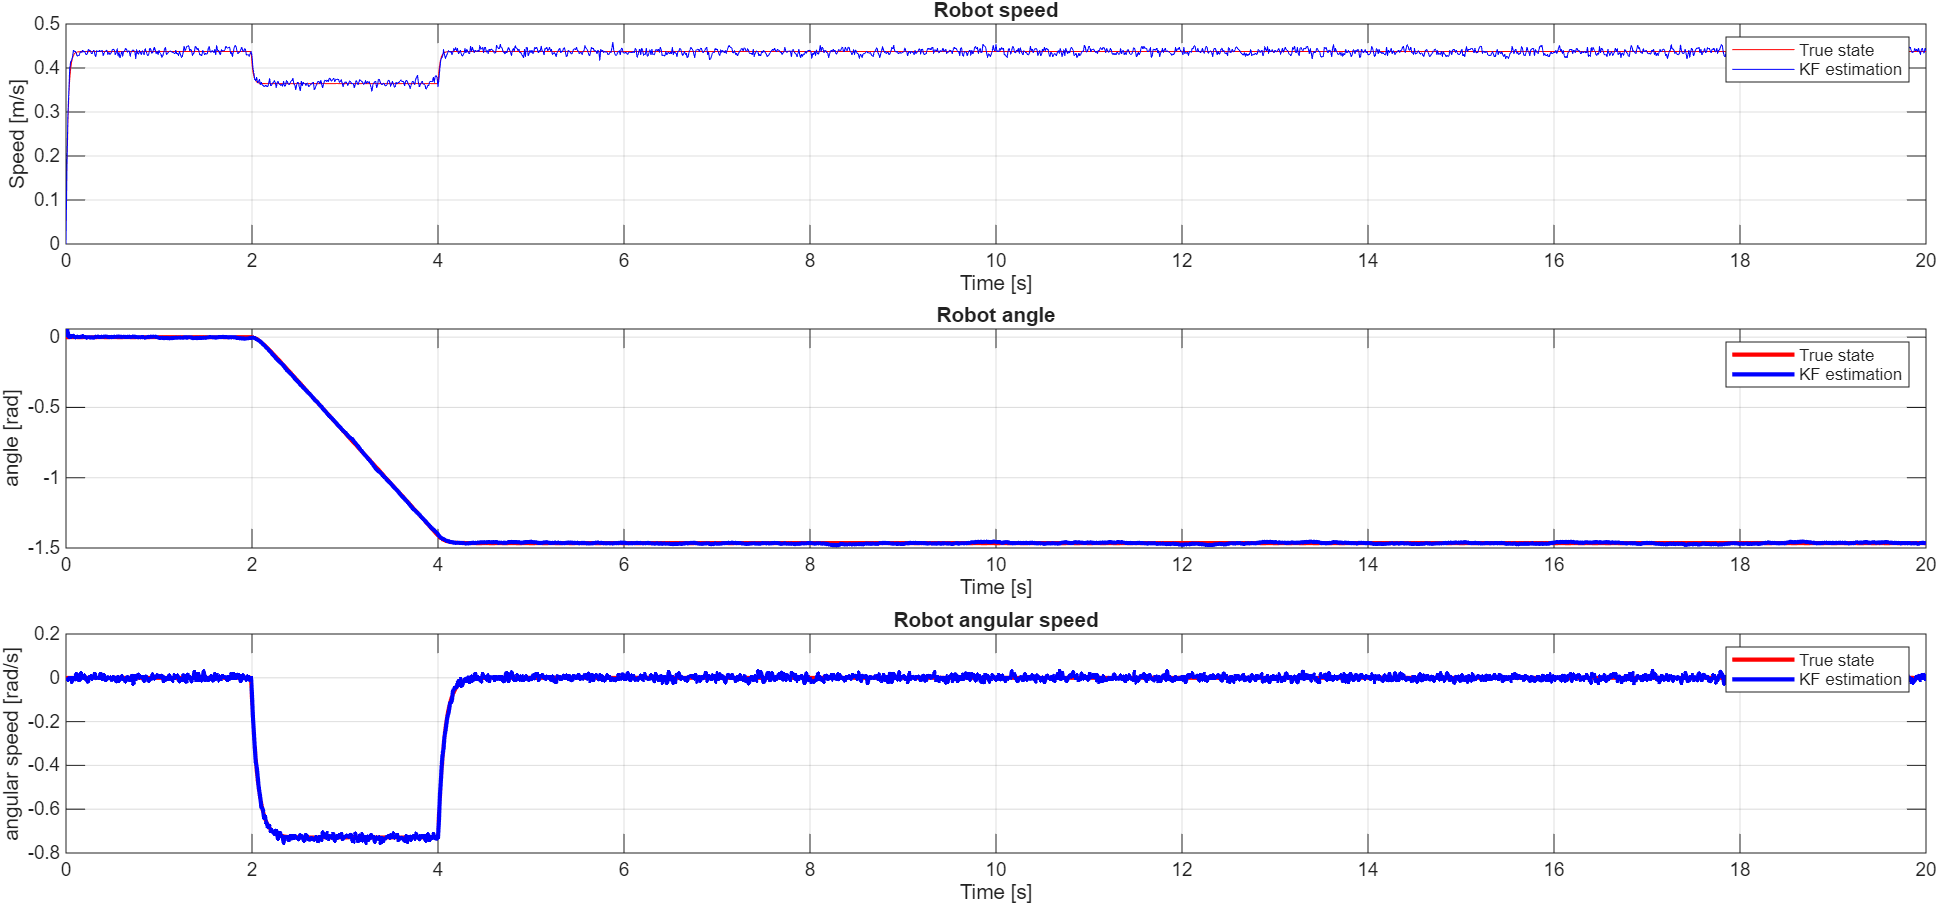 Robot speed
0.5
0.4
0.3
0.2
0.1
0
Speed [m/s]
True state
KF estimation
0 2 4 6 8 10 12 14 16 18 20
Time [s]
Robot angle
0
-0.5
-1
-1.5
angle [rad]
True state
KF estimation
0 2 4 6 8 10 12 14 16 18 20
Time [s]
Robot angular speed
0.2
0
-0.2
-0.4
-0.6
-0.8
angular speed [rad/s]
True state
KF estimation
0 2 4 6 8 10 12 14 16 18 20
Time [s]